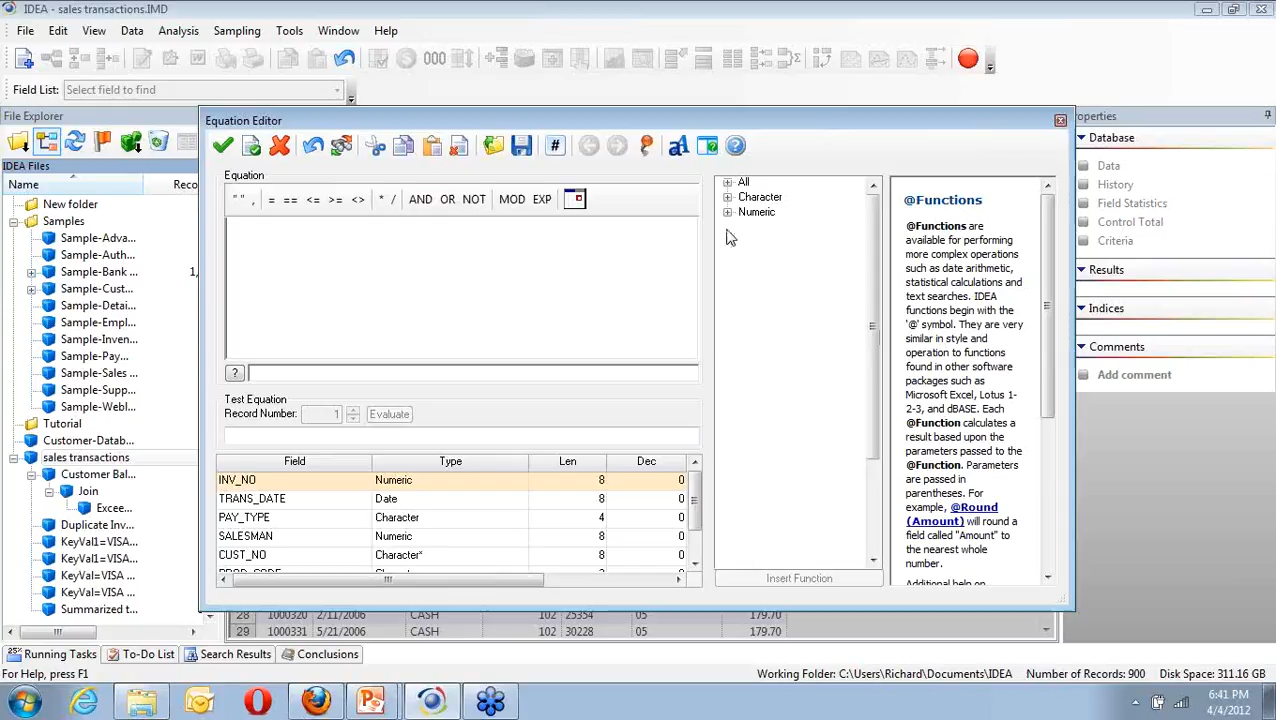 IDEA - sales transactions.IMD
File Edit View Data Analysis Sampling Tools Window Help
Field List: Select field to find
File Explorer
IDEA Files
Name Reco
New folder
Samples
Sample-Adva...
Sample-Auth...
Sample-Bank ... 1,
Sample-Cust...
Sample-Detai...
Sample-Empl...
Sample-Inven...
Sample-Pay...
Sample-Sales ...
Sample-Supp...
Sample-Webl...
Tutorial
Customer-Datab...
sales transactions
Customer Bal...
Join
Excee...
Duplicate Inv...
KeyVal1=VISA...
KeyVal1=VISA...
KeyVal=VISA ...
KeyVal=VISA ...
Summarized t...
Equation Editor
Equation
" " , = == <= >= <> * / AND OR NOT MOD EXP
?
Test Equation
Record Number: 1 Evaluate
Field Type Len Dec
INV_NO Numeric 8 0
TRANS_DATE Date 8 0
PAY_TYPE Character 4 0
SALESMAN Numeric 8 0
CUST_NO Character* 8 0
All
Character
Numeric
Insert Function
@Functions
@Functions are
available for performing
more complex operations
such as date arithmetic,
statistical calculations and
text searches. IDEA
functions begin with the
'@' symbol. They are very
similar in style and
operation to functions
found in other software
packages such as
Microsoft Excel, Lotus 1-
2-3, and dBASE. Each
@Function calculates a
result based upon the
parameters passed to the
@Function. Parameters
are passed in
parentheses. For
example, @Round
(Amount) will round a
field called "Amount" to
the nearest whole
number.
Additional help on
operties
Database
Data
History
Field Statistics
Control Total
Criteria
Results
Indices
Comments
Add comment
28 1000320 2/11/2006 CASH 102 25354 05 179.70
29 1000331 5/21/2006 CASH 102 30228 05 179.70
Running Tasks To-Do List Search Results Conclusions
For Help, press F1 Working Folder: C:\Users\Richard\Documents\IDEA Number of Records: 900 Disk Space: 311.16 GB
6:41 PM
4/4/2012